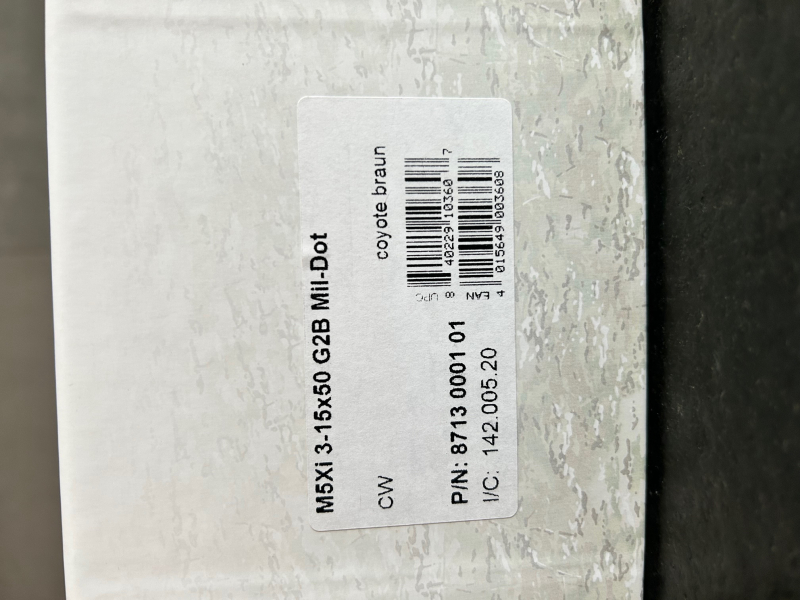 M5Xi 3-15x50 G2B Mil-Dot
CW
coyote braun
UPC
8 40229 10360 7
EAN
4 015649 003608
P/N: 8713 0001 01
I/C: 142.005.20